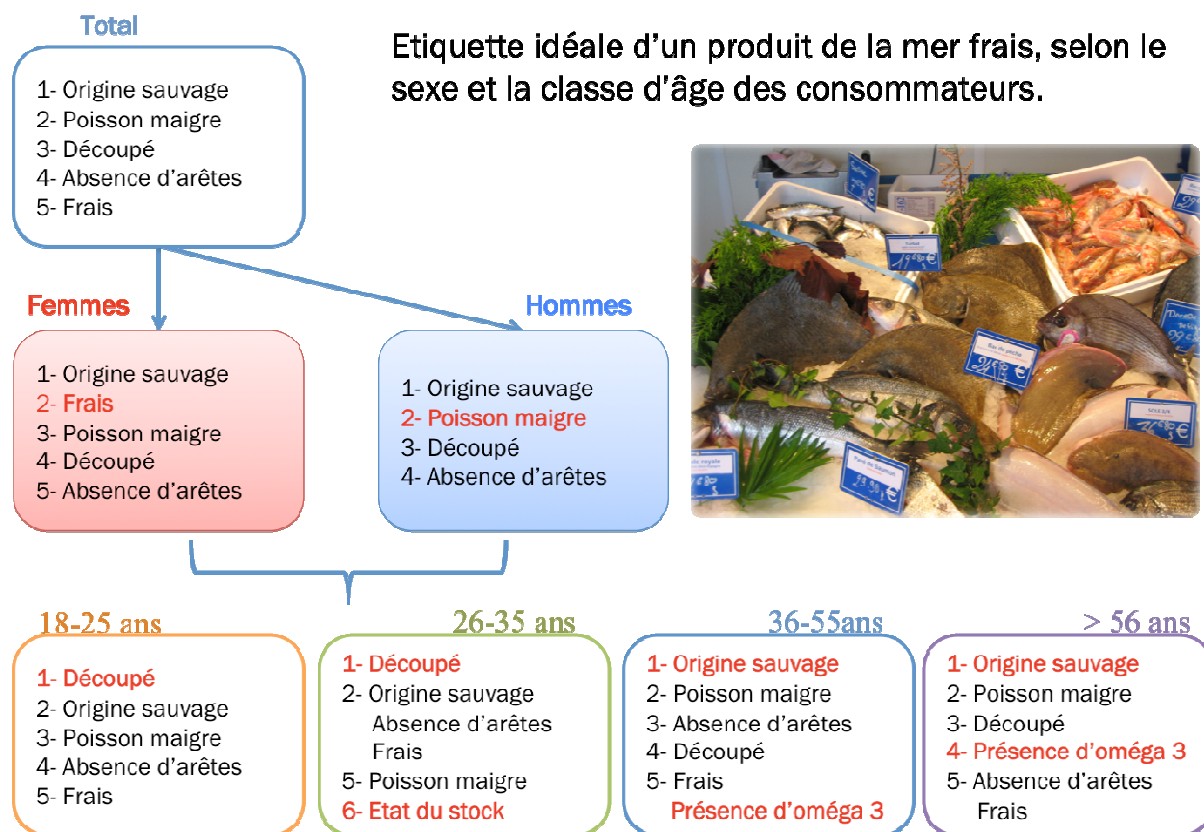 Total
Etiquette idéale d'un produit de la mer frais, selon le
sexe et la classe d'âge des consommateurs.
1- Origine sauvage
2- Poisson maigre
3- Découpé
4- Absence d'arêtes
5- Frais
Femmes
1- Origine sauvage
2- Frais
3- Poisson maigre
4- Découpé
5- Absence d'arêtes
Hommes
1- Origine sauvage
2- Poisson maigre
3- Découpé
4- Absence d'arêtes
18-25 ans
1- Découpé
2- Origine sauvage
3- Poisson maigre
4- Absence d'arêtes
5- Frais
26-35 ans
1- Découpé
2- Origine sauvage
Absence d'arêtes
Frais
5- Poisson maigre
6- Etat du stock
36-55ans
1- Origine sauvage
2- Poisson maigre
3- Absence d'arêtes
4- Découpé
5- Frais
Présence d'oméga 3
> 56 ans
1- Origine sauvage
2- Poisson maigre
3- Découpé
4- Présence d'oméga 3
5- Absence d'arêtes
Frais